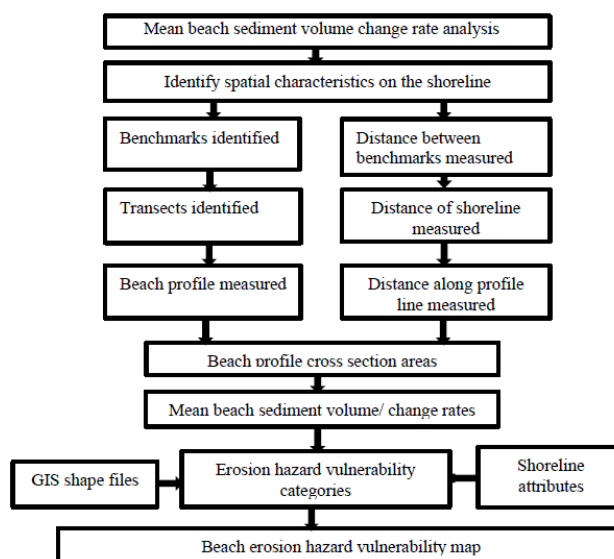 Mean beach sediment volume change rate analysis
Identify spatial characteristics on the shoreline
Benchmarks identified
Distance between
benchmarks measured
Transects identified
Distance of shoreline
measured
Beach profile measured
Distance along profile
line measured
Beach profile cross section areas
Mean beach sediment volume/ change rates
GIS shape files
Erosion hazard vulnerability
categories
Shoreline
attributes
Beach erosion hazard vulnerability map